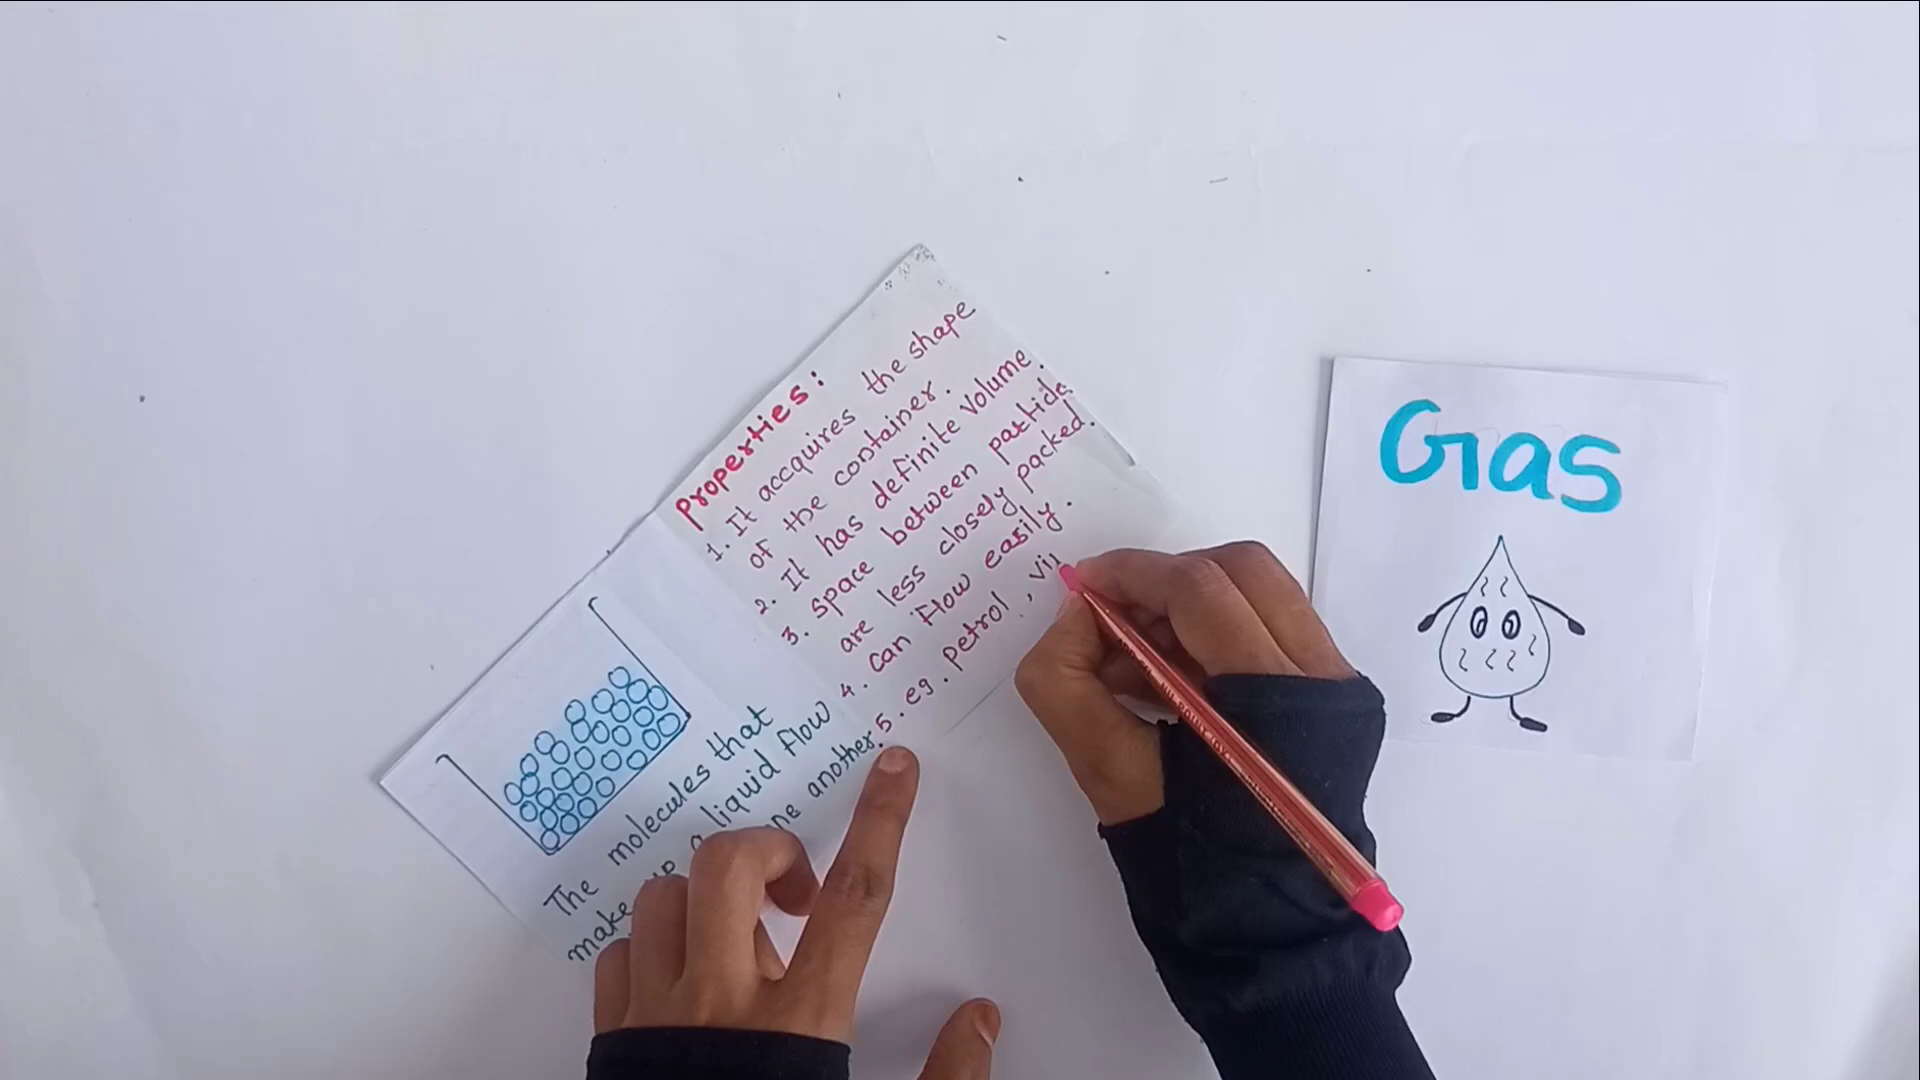 Properties:
1. It accquires the shape
of the container.
2. It has definite volume.
3. space between particle
are less closely packed.
4. can flow easily.
5. eg. petrol, vi
The molecules that
make up a liquid flow
one another.
Gas